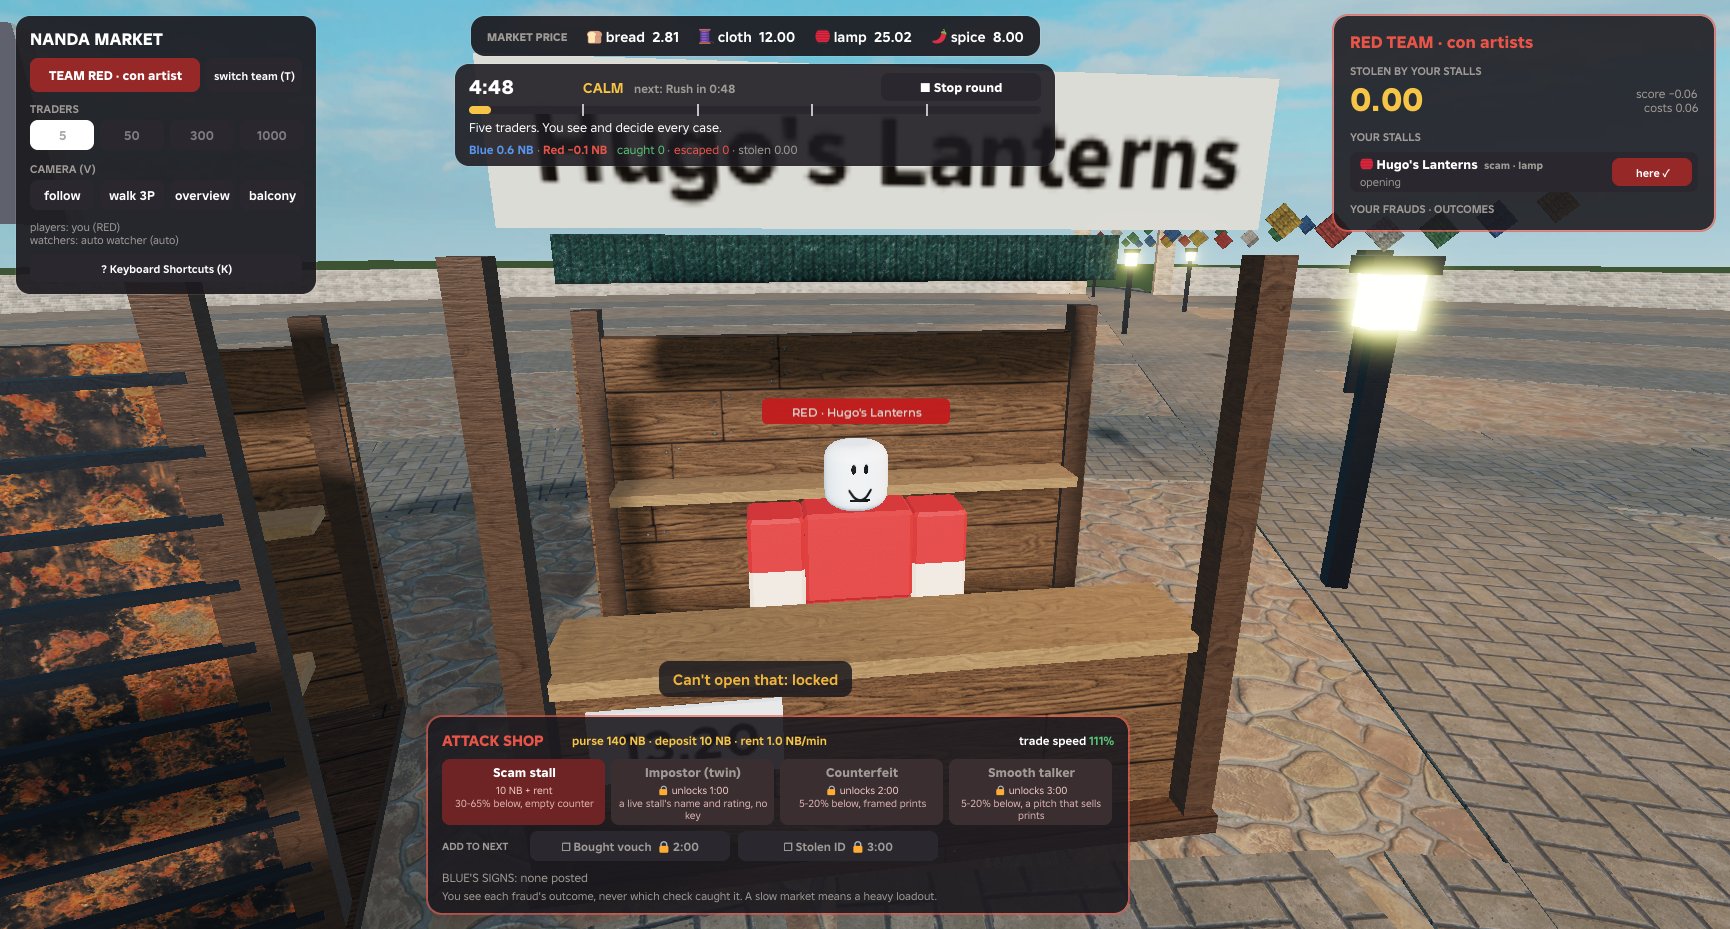 NANDA MARKET
TEAM RED · con artist
switch team (T)
TRADERS
5 50 300 1000
CAMERA (V)
follow walk 3P overview balcony
players: you (RED)
watchers: auto watcher (auto)
? Keyboard Shortcuts (K)
MARKET PRICE bread 2.81 cloth 12.00 lamp 25.02 spice 8.00
4:48 CALM next: Rush in 0:48 Stop round
Five traders. You see and decide every case.
Blue 0.6 NB · Red −0.1 NB caught 0 · escaped 0 · stolen 0.00
Hugo's Lanterns
RED TEAM · con artists
STOLEN BY YOUR STALLS
0.00
score −0.06
costs 0.06
YOUR STALLS
Hugo's Lanterns scam · lamp
opening
here ✓
YOUR FRAUDS · OUTCOMES
RED · Hugo's Lanterns
Can't open that: locked
ATTACK SHOP purse 140 NB · deposit 10 NB · rent 1.0 NB/min trade speed 111%
Scam stall
10 NB + rent
30-65% below, empty counter
Impostor (twin)
unlocks 1:00
a live stall's name and rating, no
key
Counterfeit
unlocks 2:00
5-20% below, framed prints
Smooth talker
unlocks 3:00
5-20% below, a pitch that sells
prints
ADD TO NEXT Bought vouch 2:00 Stolen ID 3:00
BLUE'S SIGNS: none posted
You see each fraud's outcome, never which check caught it. A slow market means a heavy loadout.